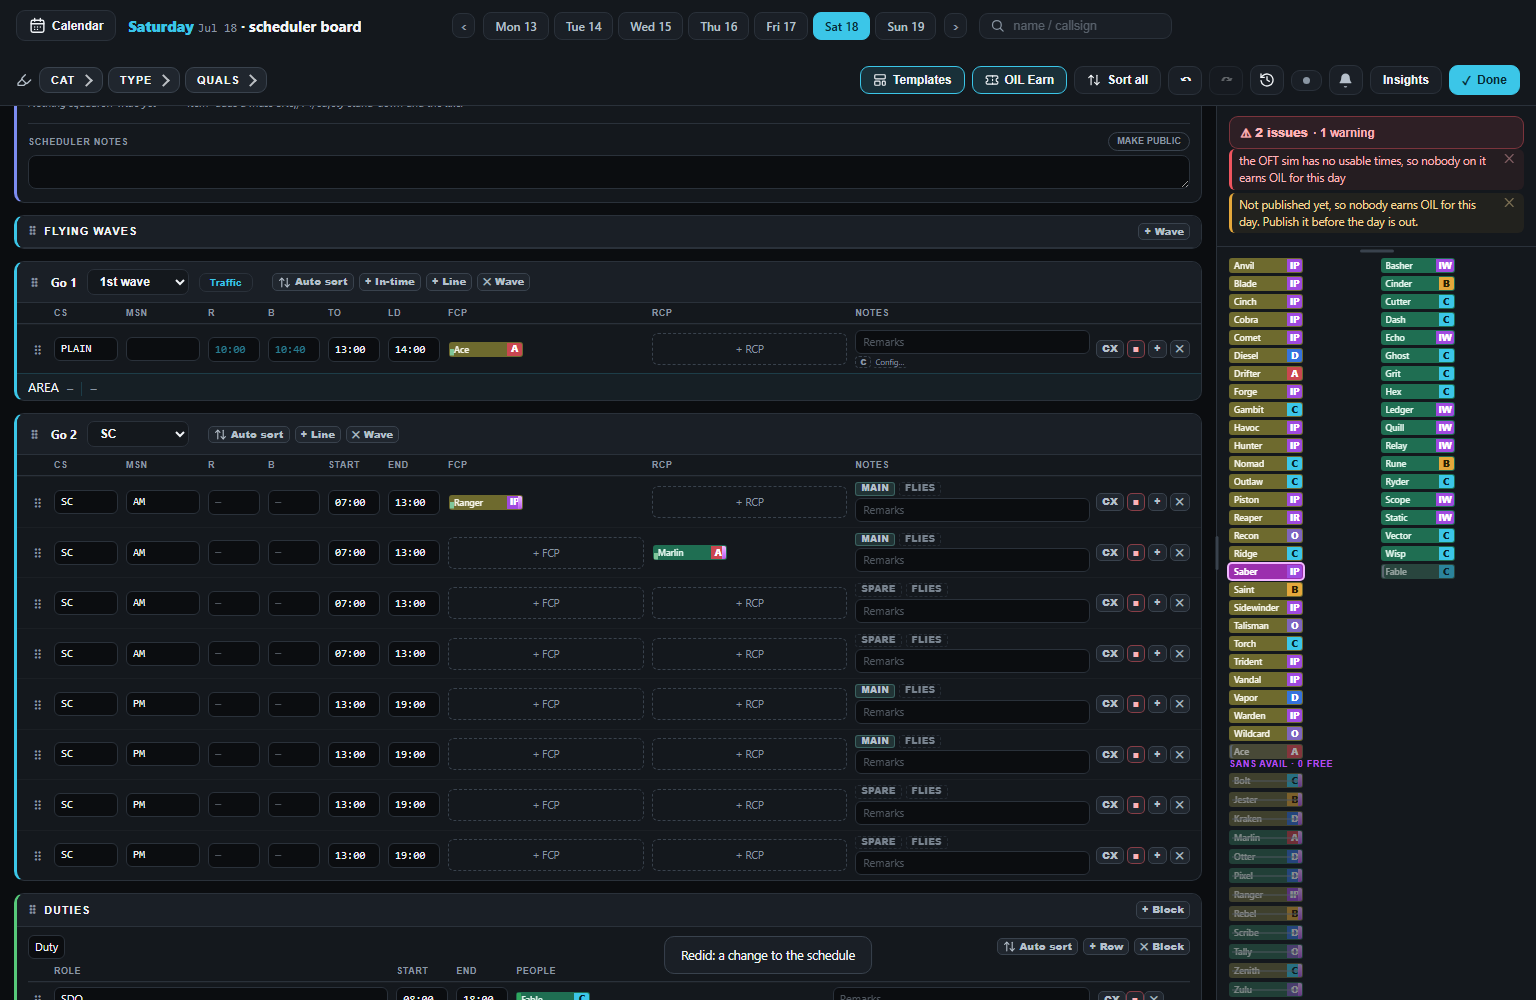 Calendar
Saturday Jul 18 · scheduler board
Mon 13
Tue 14
Wed 15
Thu 16
Fri 17
Sat 18
Sun 19
name / callsign
CAT
TYPE
QUALS
Templates
OIL Earn
Sort all
Insights
✓ Done
SCHEDULER NOTES
MAKE PUBLIC
⚠ 2 issues · 1 warning
the OFT sim has no usable times, so nobody on it
earns OIL for this day
Not published yet, so nobody earns OIL for this
day. Publish it before the day is out.
FLYING WAVES
+ Wave
Go 1 1st wave Traffic Auto sort + In-time + Line × Wave
CS MSN R B TO LD FCP RCP NOTES
PLAIN 10:00 10:40 13:00 14:00 Ace A + RCP Remarks CX
C Config...
AREA – | –
Go 2 SC Auto sort + Line × Wave
CS MSN R B START END FCP RCP NOTES
MAIN FLIES
SC AM – – 07:00 13:00 Ranger IP + RCP Remarks CX
MAIN FLIES
SC AM – – 07:00 13:00 + FCP Marlin A Remarks CX
SPARE FLIES
SC AM – – 07:00 13:00 + FCP + RCP Remarks CX
SPARE FLIES
SC AM – – 07:00 13:00 + FCP + RCP Remarks CX
MAIN FLIES
SC PM – – 13:00 19:00 + FCP + RCP Remarks CX
MAIN FLIES
SC PM – – 13:00 19:00 + FCP + RCP Remarks CX
SPARE FLIES
SC PM – – 13:00 19:00 + FCP + RCP Remarks CX
SPARE FLIES
SC PM – – 13:00 19:00 + FCP + RCP Remarks CX
DUTIES
+ Block
Duty
Auto sort + Row × Block
ROLE START END PEOPLE
SDO 08:00 18:00 Fable C Remarks CX
Redid: a change to the schedule
Anvil IP
Blade IP
Cinch IP
Cobra IP
Comet IP
Diesel D
Drifter A
Forge IP
Gambit C
Havoc IP
Hunter IP
Nomad C
Outlaw C
Piston IP
Reaper IR
Recon O
Ridge C
Saber IP
Saint B
Sidewinder IP
Talisman O
Torch C
Trident IP
Vandal IP
Vapor D
Warden IP
Wildcard O
Ace A
Basher IW
Cinder B
Cutter C
Dash C
Echo IW
Ghost C
Grit C
Hex C
Ledger IW
Quill IW
Relay IW
Rune B
Ryder C
Scope IW
Static IW
Vector C
Wisp C
Fable C
SANS AVAIL · 0 FREE
Bolt C
Jester B
Kraken D
Marlin A
Otter D
Pixel D
Ranger IP
Rebel B
Scribe D
Tally O
Zenith C
Zulu O